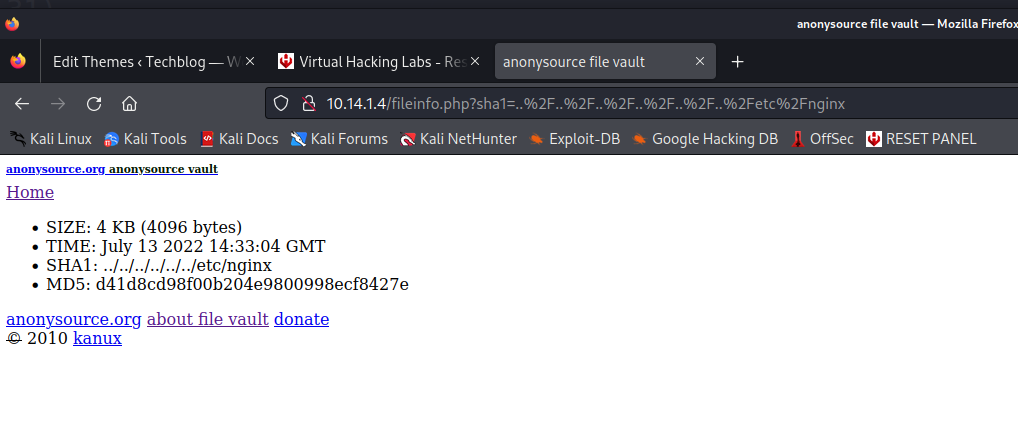 anonysource file vault — Mozilla Firefox
Edit Themes ‹ Techblog — W
Virtual Hacking Labs - Res
anonysource file vault
10.14.1.4/fileinfo.php?sha1=..%2F..%2F..%2F..%2F..%2F..%2Fetc%2Fnginx
Kali Linux Kali Tools Kali Docs Kali Forums Kali NetHunter Exploit-DB Google Hacking DB OffSec RESET PANEL
anonysource.org anonysource vault
Home
• SIZE: 4 KB (4096 bytes)
• TIME: July 13 2022 14:33:04 GMT
• SHA1: ../../../../../../etc/nginx
• MD5: d41d8cd98f00b204e9800998ecf8427e
anonysource.org about file vault donate
© 2010 kanux